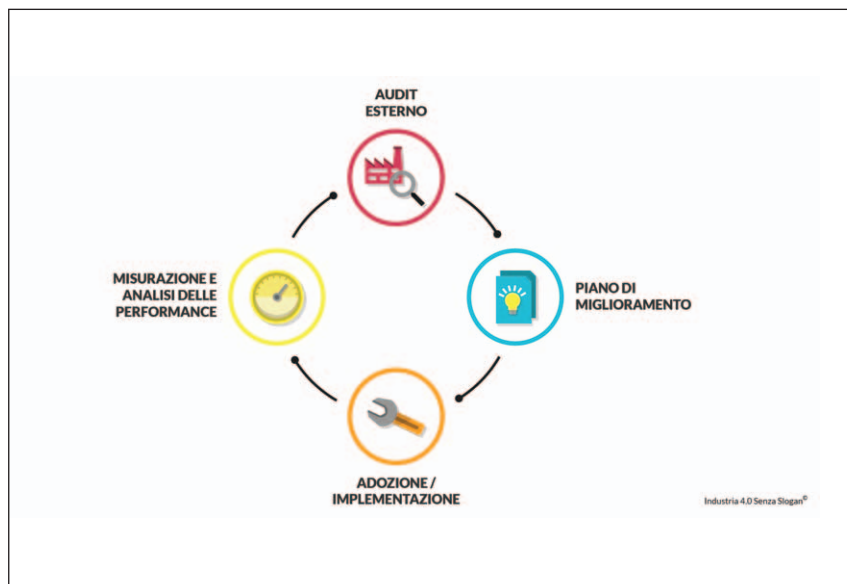 AUDIT
ESTERNO
MISURAZIONE E
ANALISI DELLE
PERFORMANCE
PIANO DI
MIGLIORAMENTO
ADOZIONE /
IMPLEMENTAZIONE
Industria 4.0 Senza Slogan©